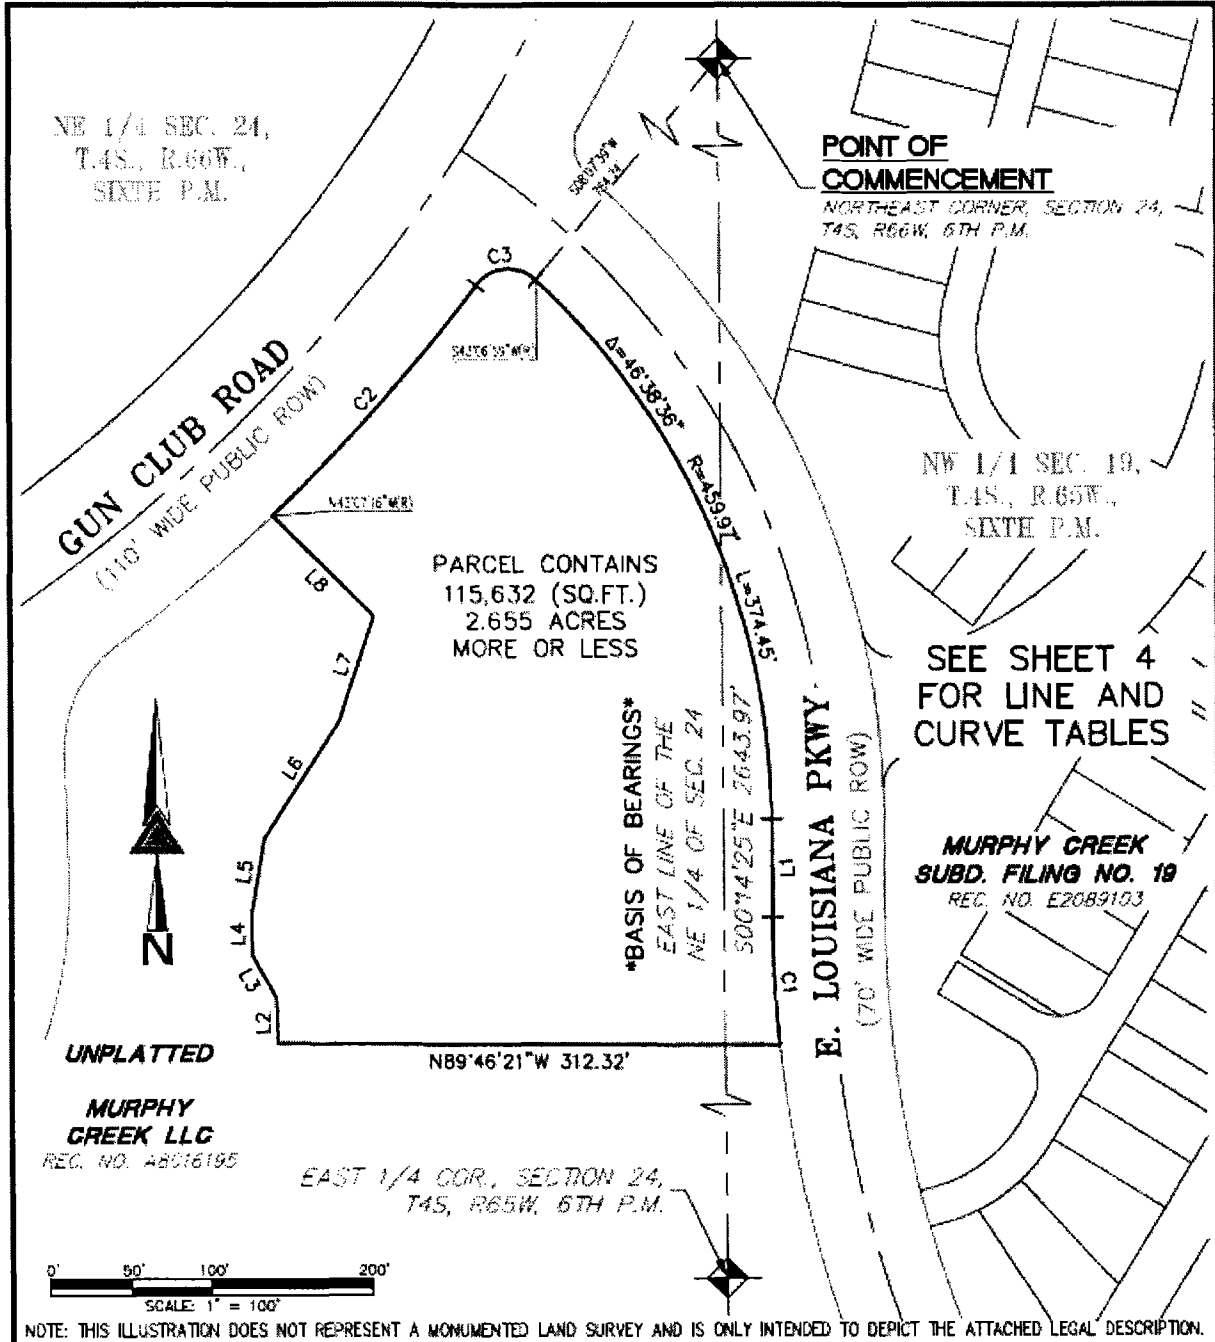 NE 1/4 SEC. 24,
T.4S., R.66W.,
SIXTH P.M.
POINT OF
COMMENCEMENT
NORTHEAST CORNER, SECTION 24,
T4S, R66W, 6TH P.M.
C3
C2
GUN CLUB ROAD
(110' WIDE PUBLIC ROW)
Δ=46°38'36"
R=459.97'
L=374.45'
NW 1/4 SEC. 19,
T.4S., R.65W.,
SIXTH P.M.
PARCEL CONTAINS
115,632 (SQ.FT.)
2.655 ACRES
MORE OR LESS
L8
L7
L6
L5
L4
L3
L2
SEE SHEET 4
FOR LINE AND
CURVE TABLES
*BASIS OF BEARINGS*
EAST LINE OF THE
NE 1/4 OF SEC. 24
S00°14'25"E 2643.97'
L1
C1
E. LOUISIANA PKWY.
(70' WIDE PUBLIC ROW)
MURPHY CREEK
SUBD. FILING NO. 19
REC. NO. E2089103
N
N89°46'21"W 312.32'
UNPLATTED
MURPHY
CREEK LLC
REC. NO. A8016195
EAST 1/4 COR., SECTION 24,
T4S, R65W, 6TH P.M.
0' 50' 100' 200'
SCALE: 1" = 100'
NOTE: THIS ILLUSTRATION DOES NOT REPRESENT A MONUMENTED LAND SURVEY AND IS ONLY INTENDED TO DEPICT THE ATTACHED LEGAL DESCRIPTION.